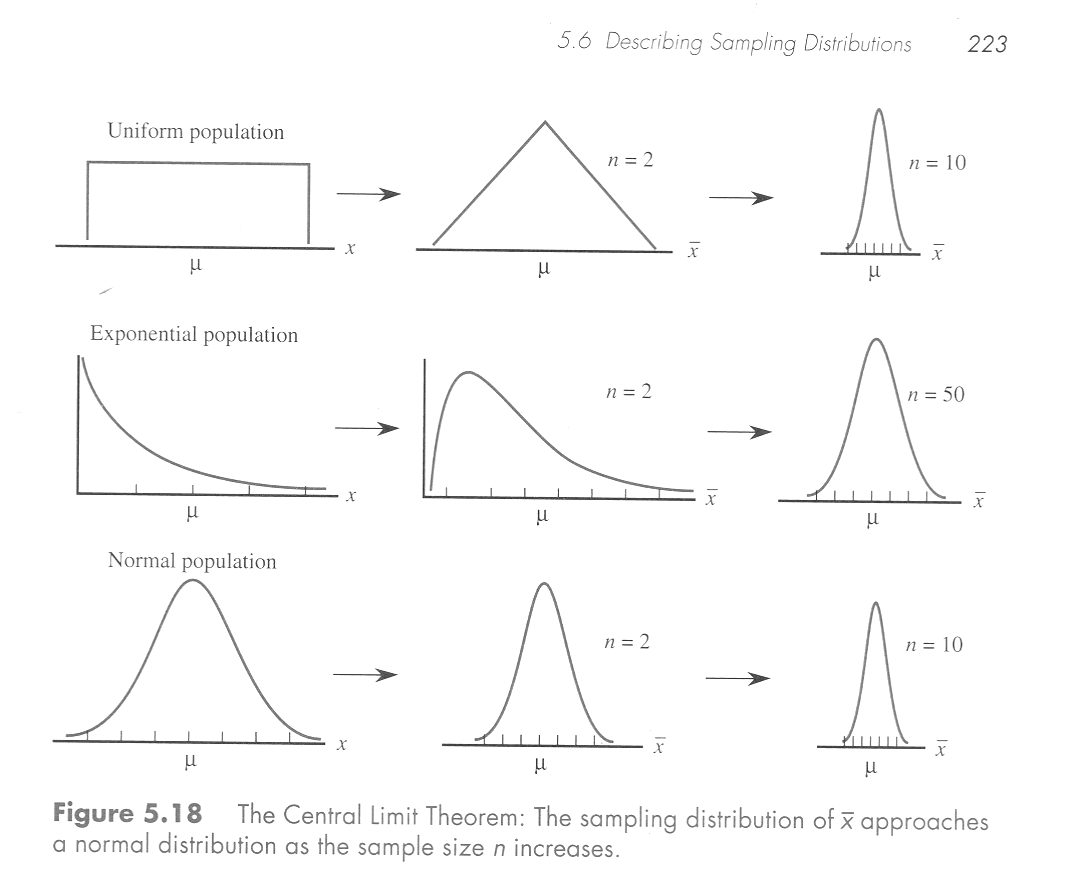 5.6 Describing Sampling Distributions 223
Uniform population
n = 2
n = 10
x
x̅
x̅
μ
μ
μ
Exponential population
n = 2
n = 50
x
x̅
x̅
μ
μ
μ
Normal population
n = 2
n = 10
x
x̅
x̅
μ
μ
μ
Figure 5.18 The Central Limit Theorem: The sampling distribution of x̅ approaches
a normal distribution as the sample size n increases.